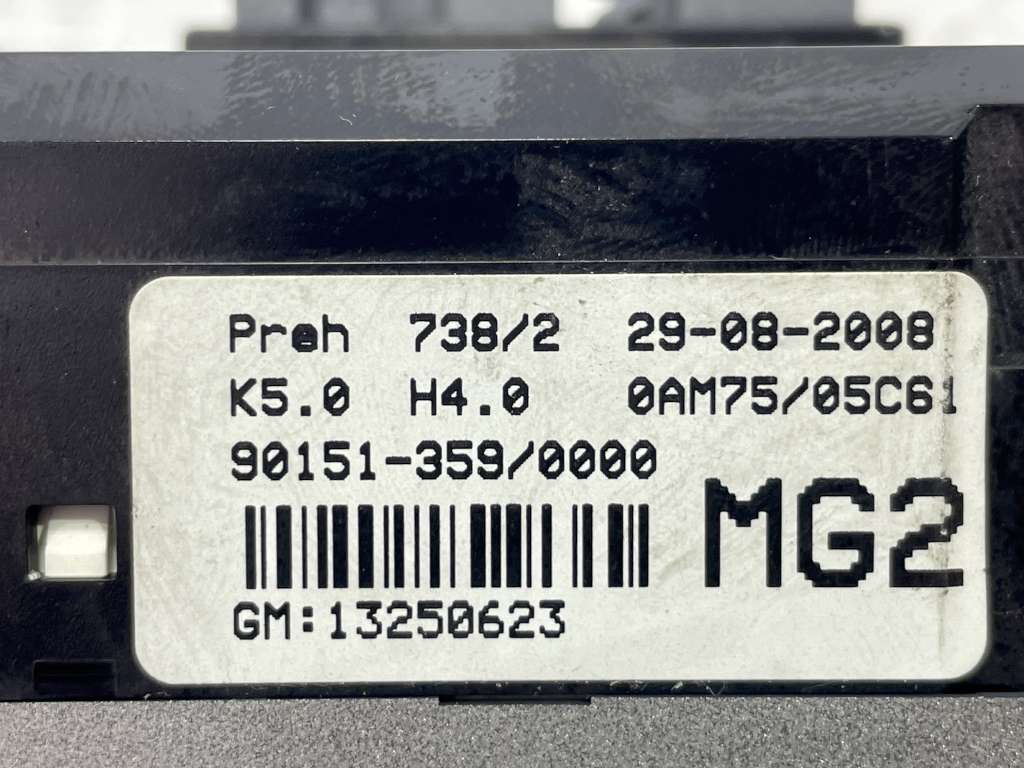 Preh 738/2 29-08-2008
K5.0 H4.0 0AM75/05C61
90151-359/0000
MG2
GM:13250623